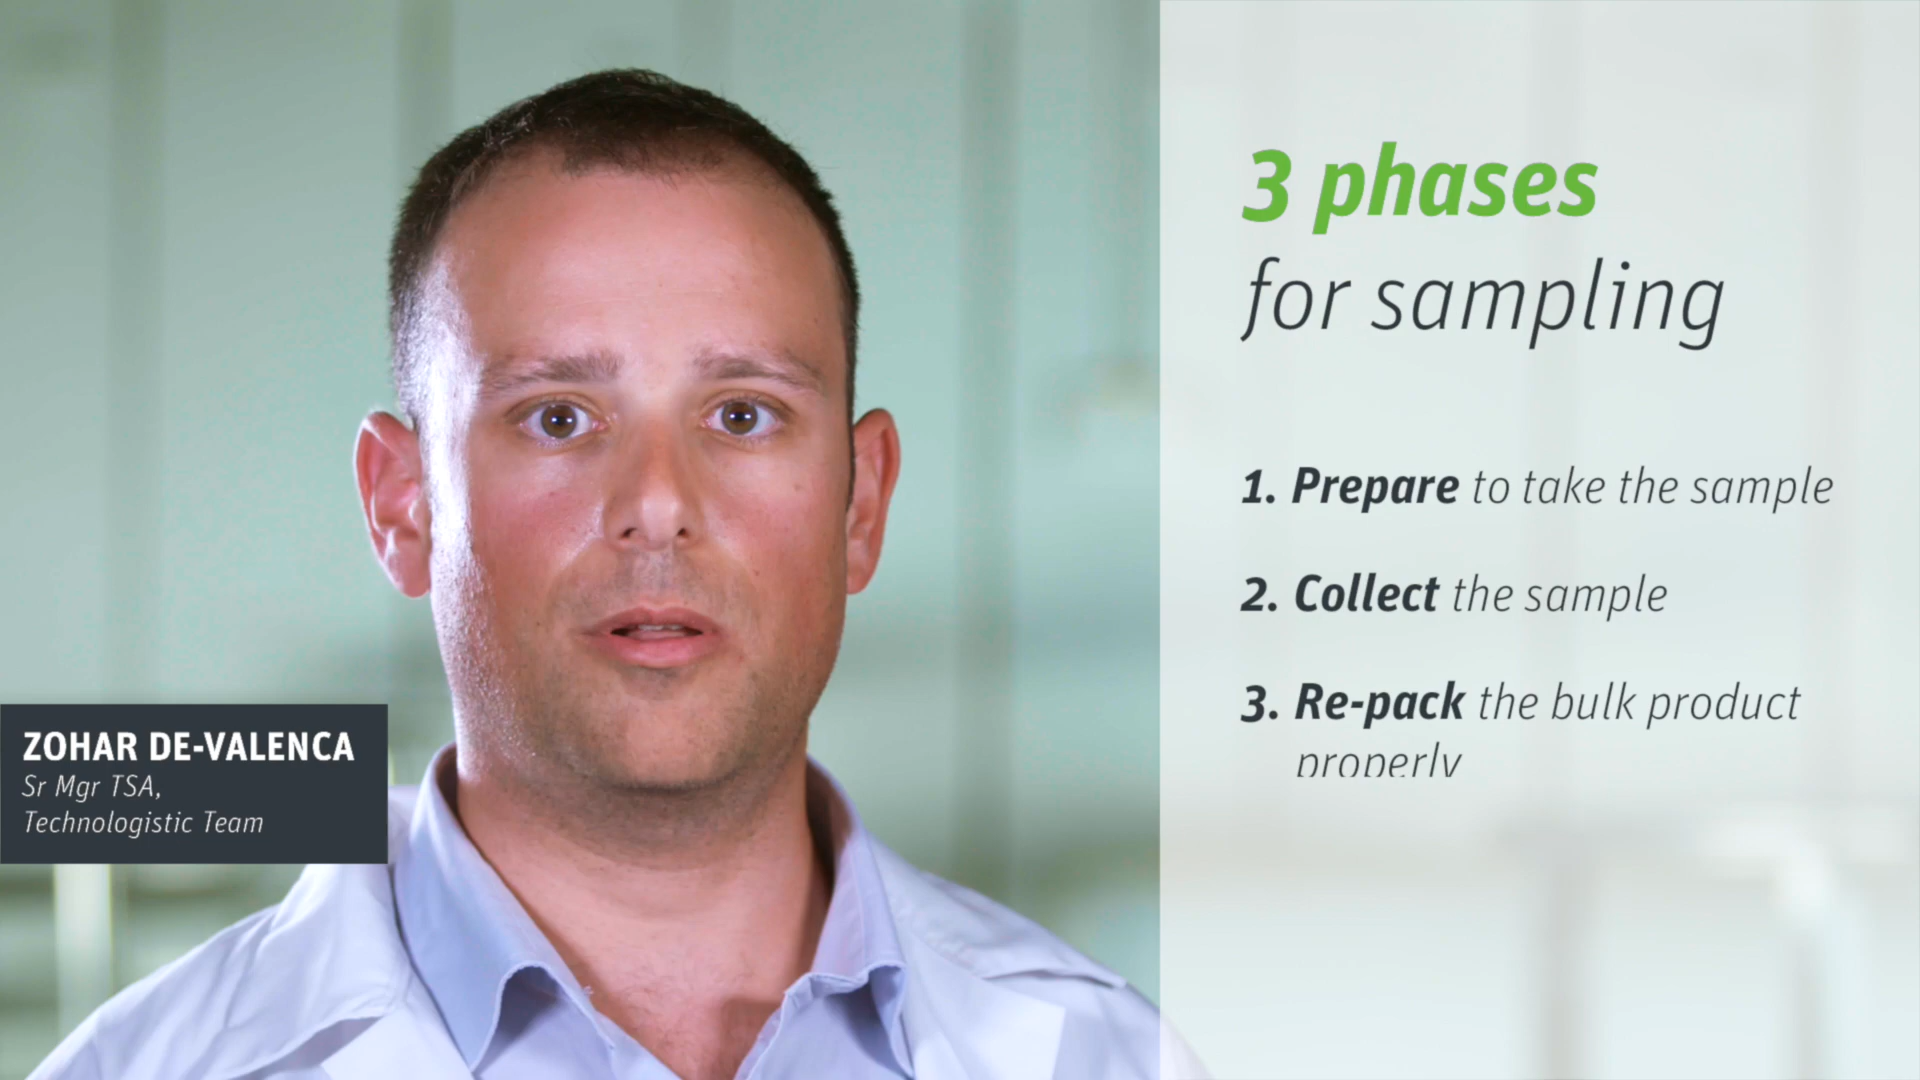 3 phases
for sampling
1. Prepare to take the sample
2. Collect the sample
3. Re-pack the bulk product
properly
ZOHAR DE-VALENCA
Sr Mgr TSA,
Technologistic Team